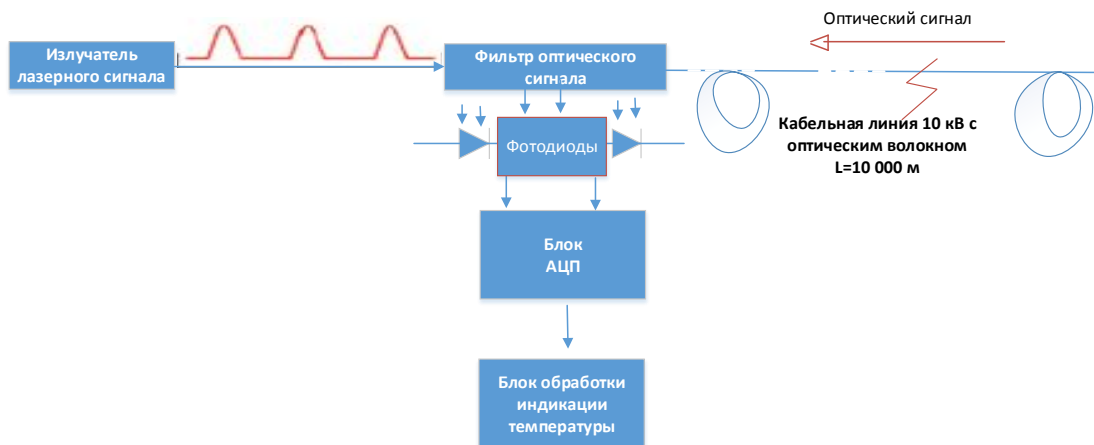 Оптический сигнал
Излучатель
лазерного сигнала
Фильтр оптического
сигнала
Кабельная линия 10 кВ с
оптическим волокном
L=10 000 м
Фотодиоды
Блок
АЦП
Блок обработки
индикации
температуры